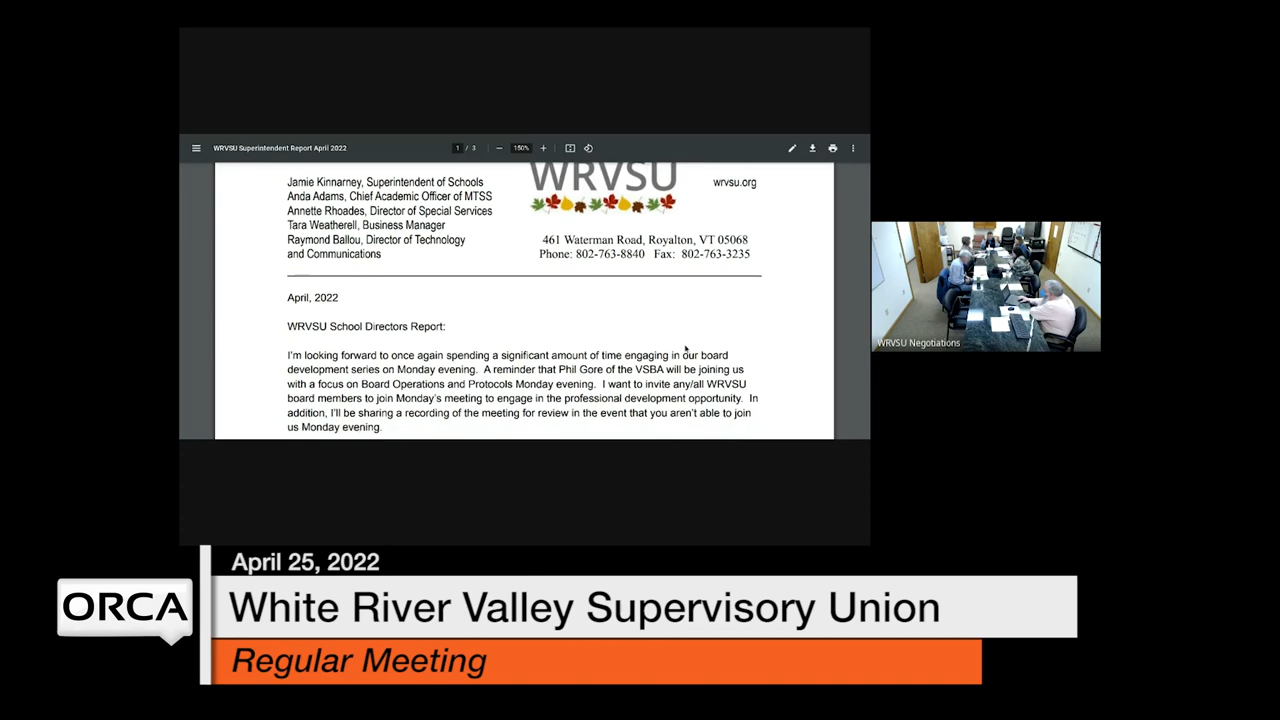 WRVSU Superintendent Report April 2022
1 / 3
150%
WRVSU
wrvsu.org
Jamie Kinnarney, Superintendent of Schools
Anda Adams, Chief Academic Officer of MTSS
Annette Rhoades, Director of Special Services
Tara Weatherell, Business Manager
Raymond Ballou, Director of Technology
and Communications
461 Waterman Road, Royalton, VT 05068
Phone: 802-763-8840 Fax: 802-763-3235
April, 2022
WRVSU School Directors Report:
I'm looking forward to once again spending a significant amount of time engaging in our board
development series on Monday evening. A reminder that Phil Gore of the VSBA will be joining us
with a focus on Board Operations and Protocols Monday evening. I want to invite any/all WRVSU
board members to join Monday's meeting to engage in the professional development opportunity. In
addition, I'll be sharing a recording of the meeting for review in the event that you aren't able to join
us Monday evening.
WRVSU Negotiations
April 25, 2022
ORCA
White River Valley Supervisory Union
Regular Meeting